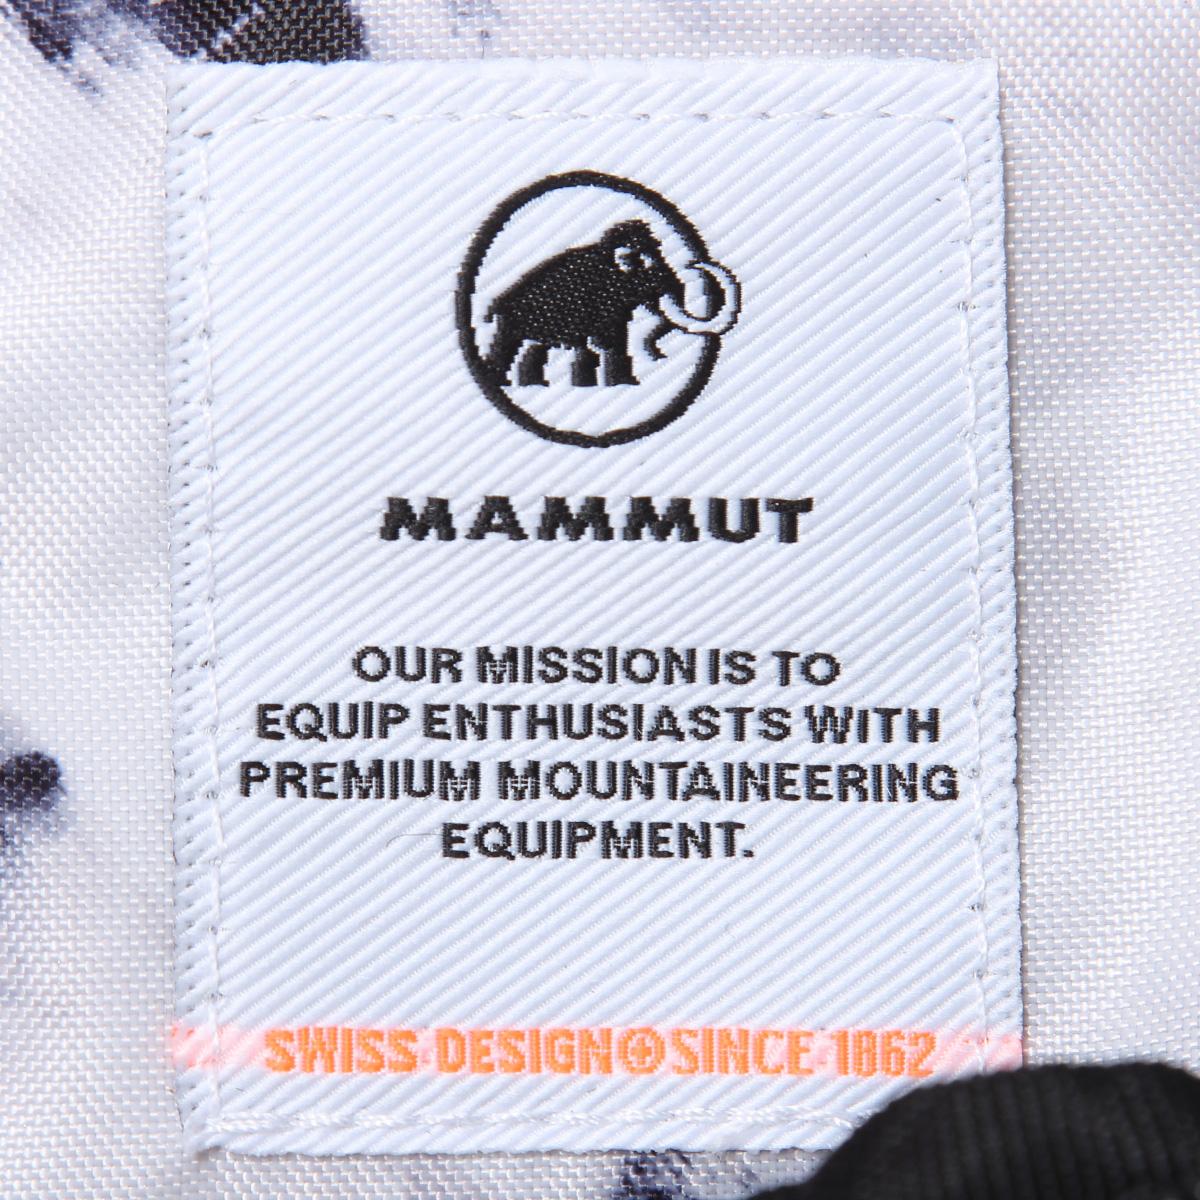 MAMMUT
OUR MISSION IS TO
EQUIP ENTHUSIASTS WITH
PREMIUM MOUNTAINEERING
EQUIPMENT.
SWISS DESIGN SINCE 1862